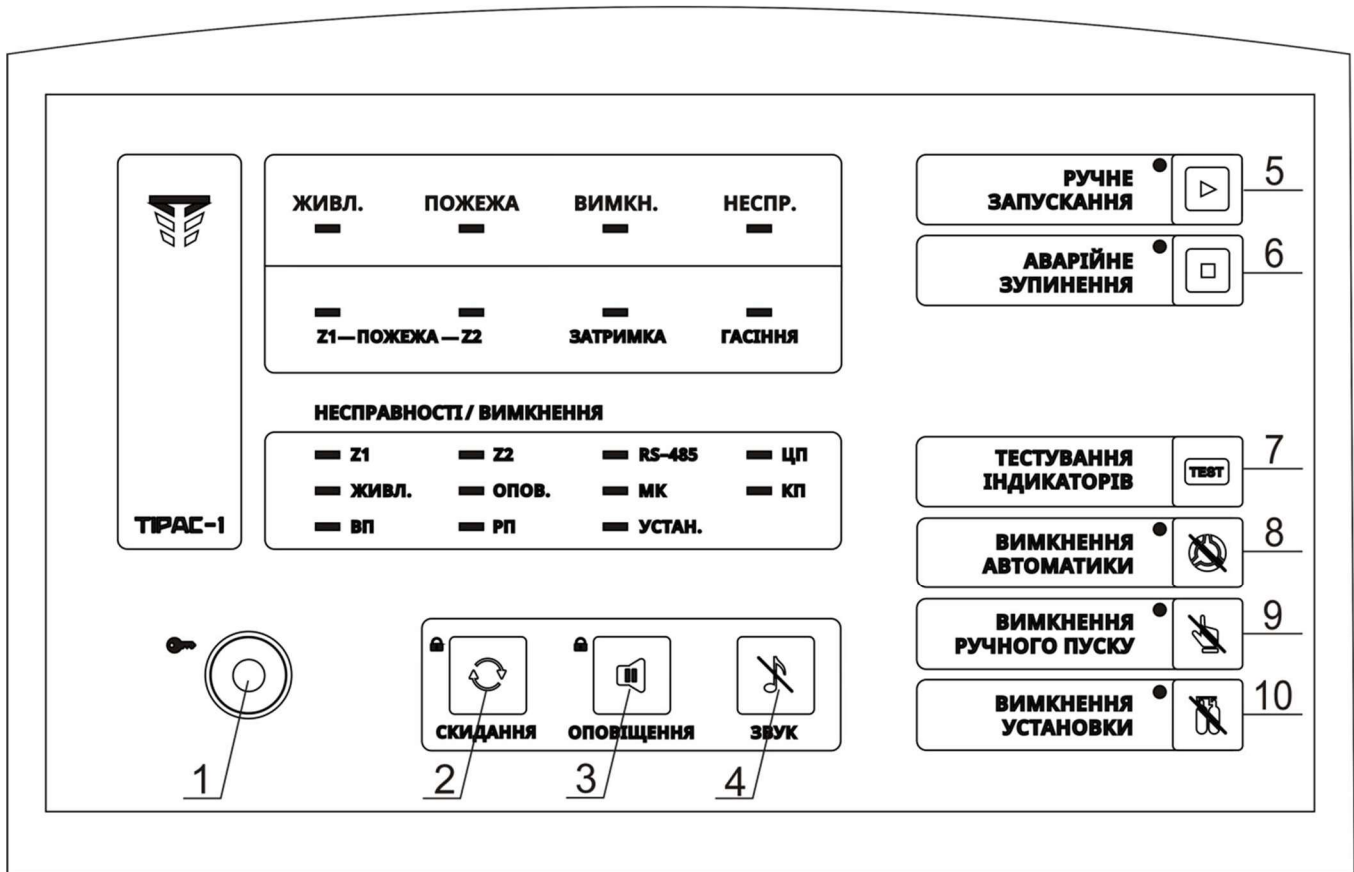 ЖИВЛ. ПОЖЕЖА ВИМКН. НЕСПР.
Z1—ПОЖЕЖА—Z2 ЗАТРИМКА ГАСІННЯ
НЕСПРАВНОСТІ / ВИМКНЕННЯ
Z1 Z2 RS-485 ЦП
ЖИВЛ. ОПОВ. МК КП
ВП РП УСТАН.
ТІРАС-1
СКИДАННЯ ОПОВІЩЕННЯ ЗВУК
1 2 3 4
РУЧНЕ
ЗАПУСКАННЯ
5
АВАРІЙНЕ
ЗУПИНЕННЯ
6
ТЕСТУВАННЯ
ІНДИКАТОРІВ
TEST
7
ВИМКНЕННЯ
АВТОМАТИКИ
8
ВИМКНЕННЯ
РУЧНОГО ПУСКУ
9
ВИМКНЕННЯ
УСТАНОВКИ
10